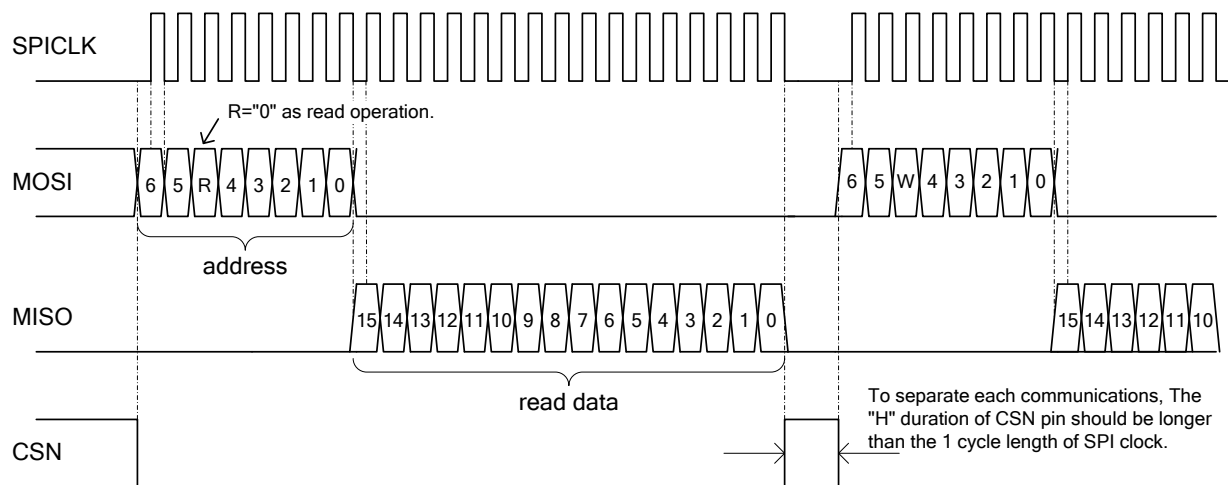 SPICLK
R="0" as read operation.
MOSI
6 5 R 4 3 2 1 0
6 5 W 4 3 2 1 0
address
MISO
15 14 13 12 11 10 9 8 7 6 5 4 3 2 1 0
15 14 13 12 11 10
read data
To separate each communications, The
"H" duration of CSN pin should be longer
than the 1 cycle length of SPI clock.
CSN